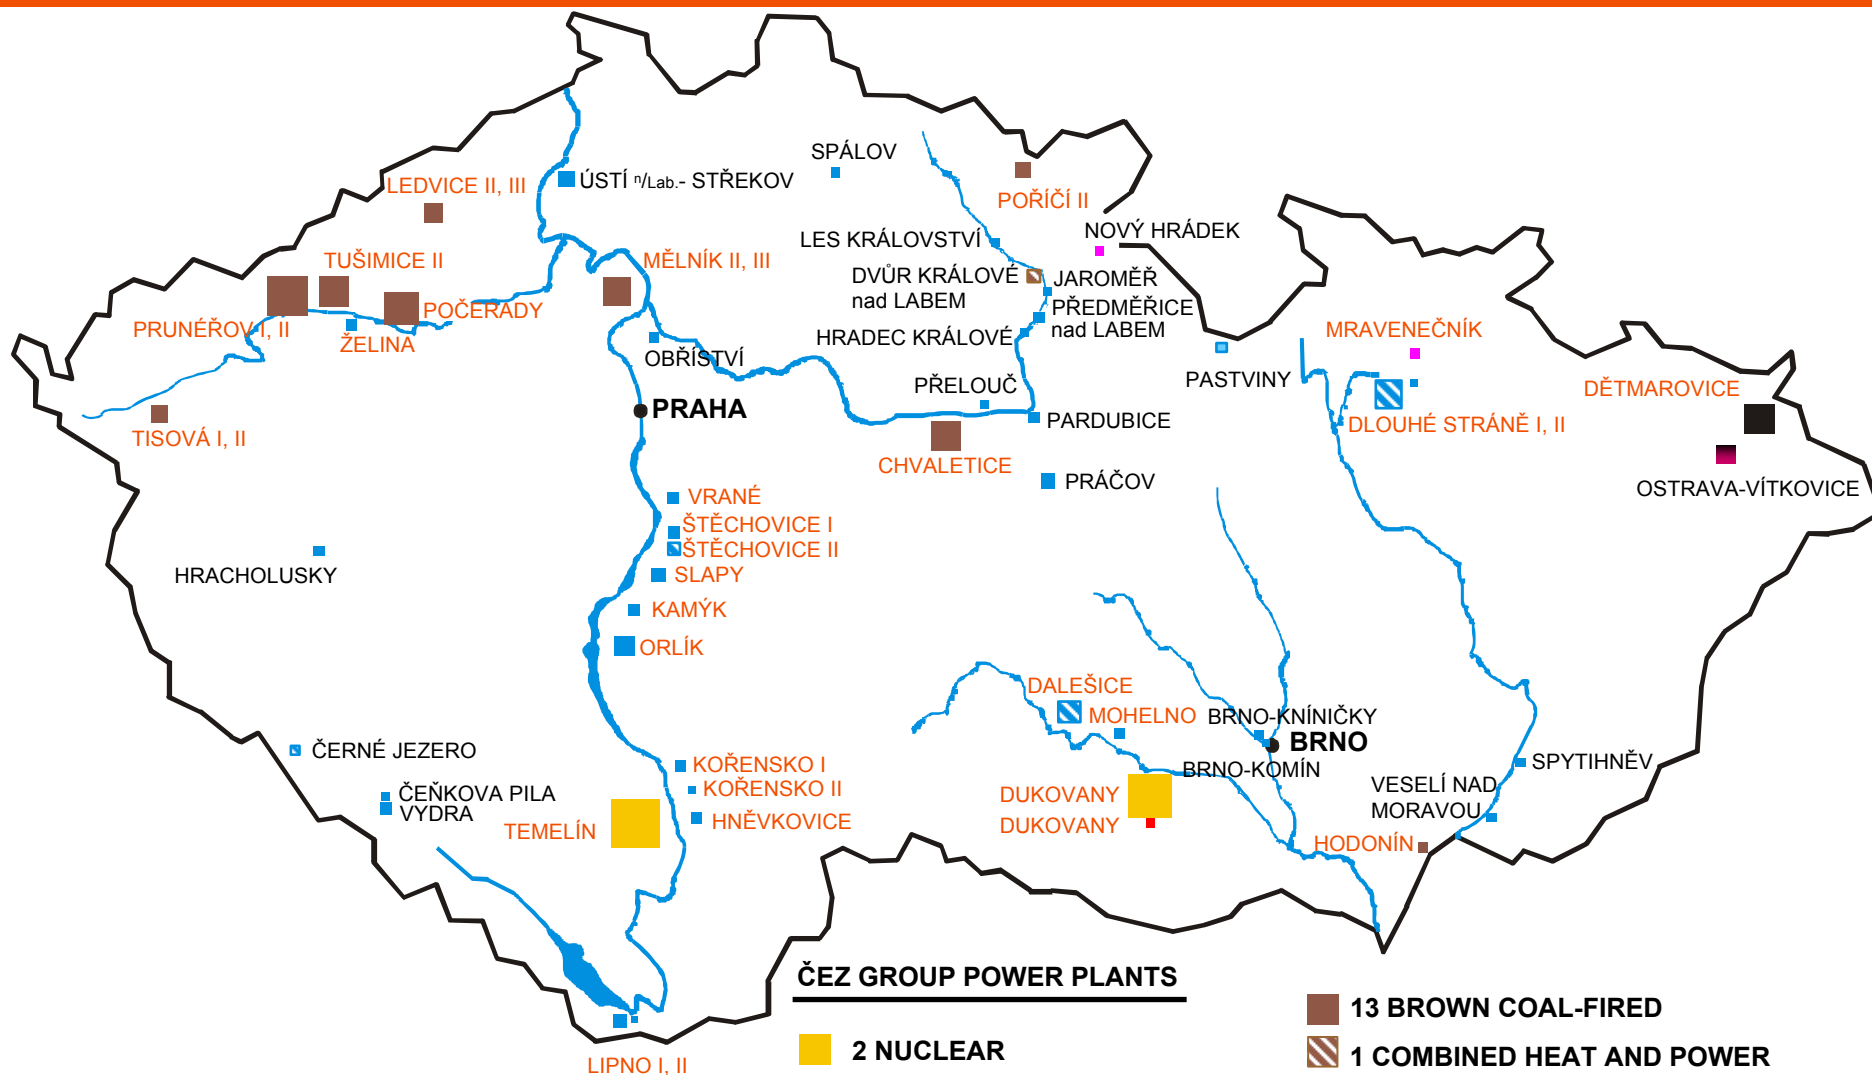 SPÁLOV
ÚSTÍ n/Lab.- STŘEKOV
LEDVICE II, III
POŘÍČÍ II
NOVÝ HRÁDEK
LES KRÁLOVSTVÍ
TUŠIMICE II
MĚLNÍK II, III
DVŮR KRÁLOVÉ
nad LABEM
JAROMĚŘ
PŘEDMĚŘICE
nad LABEM
POČERADY
PRUNÉŘOV I, II
ŽELINA
HRADEC KRÁLOVÉ
MRAVENEČNÍK
OBŘÍSTVÍ
PŘELOUČ
PASTVINY
DĚTMAROVICE
PRAHA
PARDUBICE
DLOUHÉ STRÁNĚ I, II
TISOVÁ I, II
CHVALETICE
PRÁČOV
OSTRAVA-VÍTKOVICE
VRANÉ
ŠTĚCHOVICE I
ŠTĚCHOVICE II
HRACHOLUSKY
SLAPY
KAMÝK
ORLÍK
DALEŠICE
MOHELNO
BRNO-KNÍNIČKY
BRNO
ČERNÉ JEZERO
KOŘENSKO I
BRNO-KOMÍN
SPYTIHNĚV
KOŘENSKO II
ČEŇKOVA PILA
VYDRA
DUKOVANY
VESELÍ NAD
MORAVOU
TEMELÍN
HNĚVKOVICE
DUKOVANY
HODONÍN
ČEZ GROUP POWER PLANTS
13 BROWN COAL-FIRED
2 NUCLEAR
1 COMBINED HEAT AND POWER
LIPNO I, II